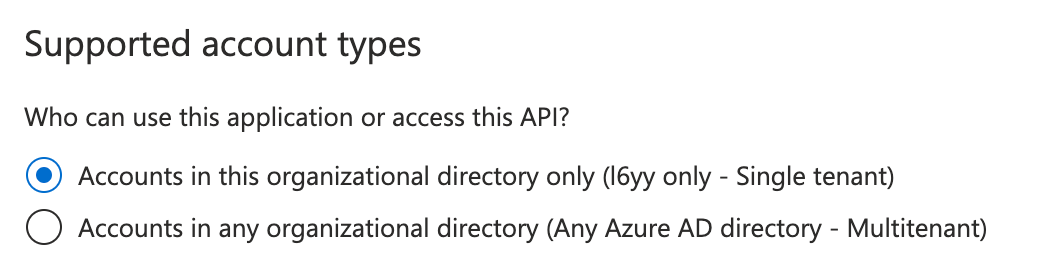 Supported account types
Who can use this application or access this API?
Accounts in this organizational directory only (l6yy only - Single tenant)
Accounts in any organizational directory (Any Azure AD directory - Multitenant)